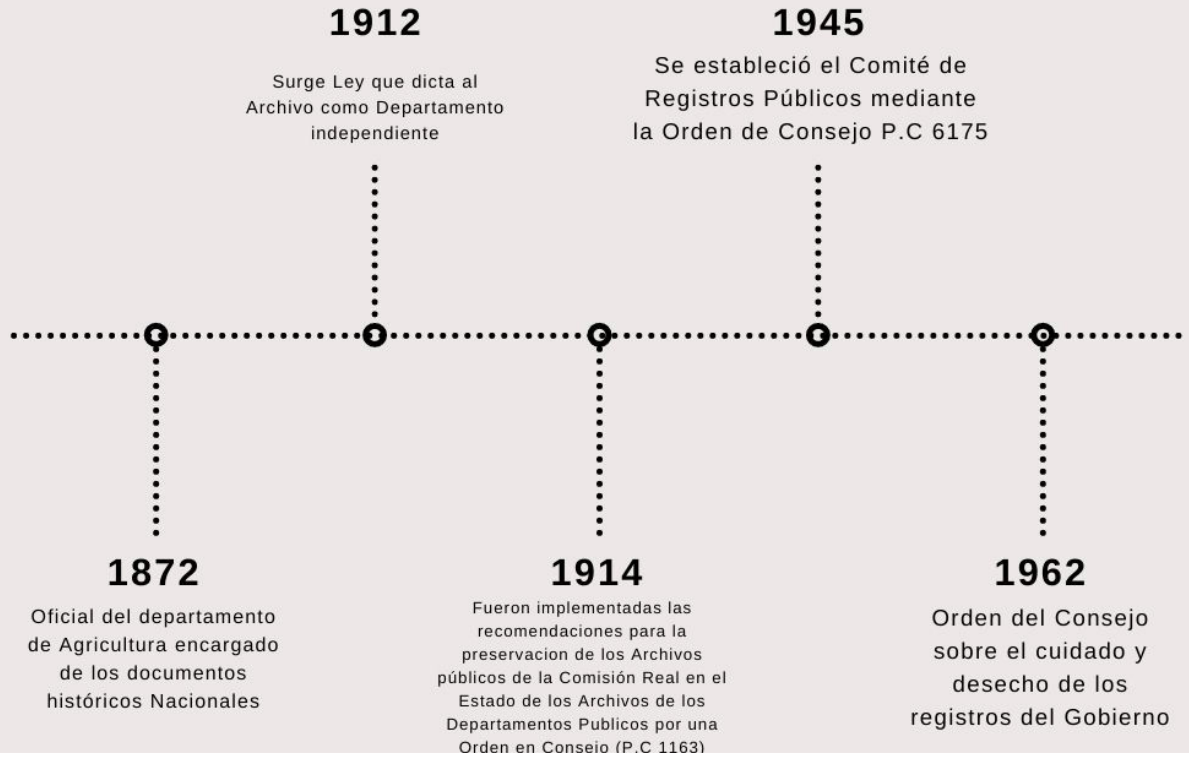 1912
Surge Ley que dicta al
Archivo como Departamento
independiente
1945
Se estableció el Comité de
Registros Públicos mediante
la Orden de Consejo P.C 6175
1872
Oficial del departamento
de Agricultura encargado
de los documentos
históricos Nacionales
1914
Fueron implementadas las
recomendaciones para la
preservacion de los Archivos
públicos de la Comisión Real en el
Estado de los Archivos de los
Departamentos Publicos por una
Orden en Consejo (P.C 1163)
1962
Orden del Consejo
sobre el cuidado y
desecho de los
registros del Gobierno